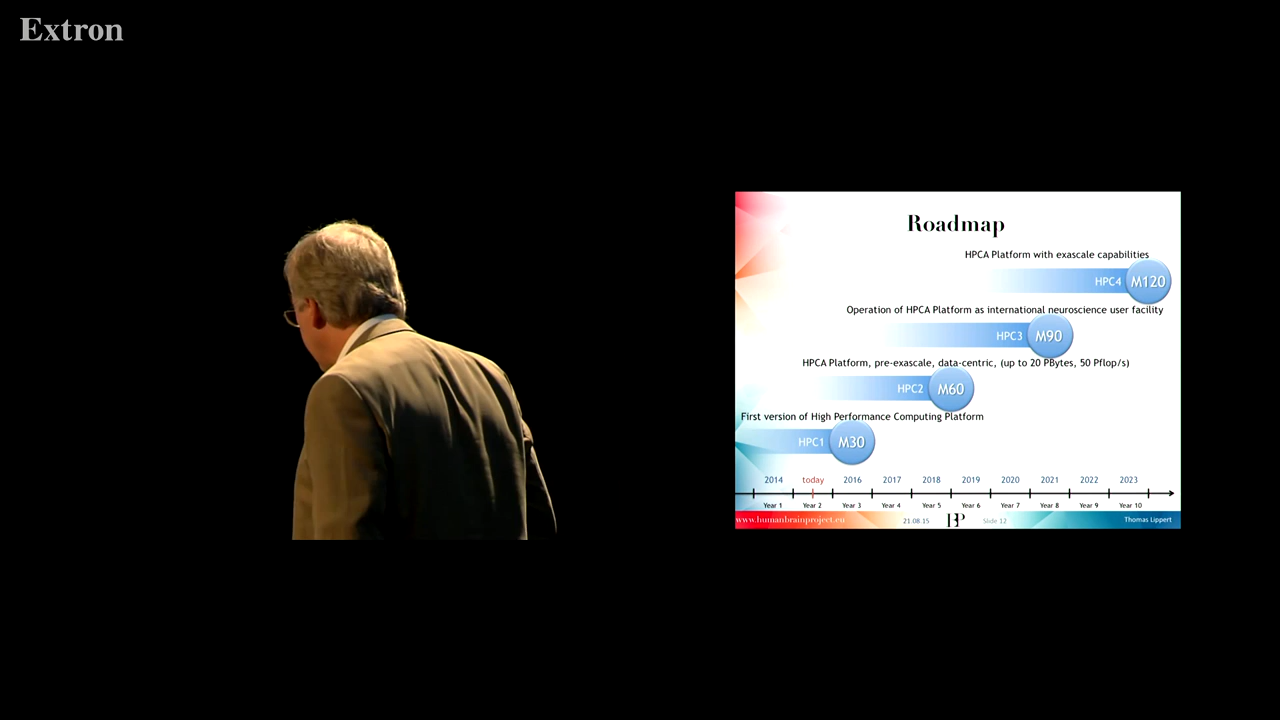 Extron
Roadmap
HPCA Platform with exascale capabilities
HPC4 M120
Operation of HPCA Platform as international neuroscience user facility
HPC3 M90
HPCA Platform, pre-exascale, data-centric, (up to 20 PBytes, 50 Pflop/s)
HPC2 M60
First version of High Performance Computing Platform
HPC1 M30
2014 today 2016 2017 2018 2019 2020 2021 2022 2023
Year 1 Year 2 Year 3 Year 4 Year 5 Year 6 Year 7 Year 8 Year 9 Year 10
www.humanbrainproject.eu 21.08.15 Slide 12 Thomas Lippert